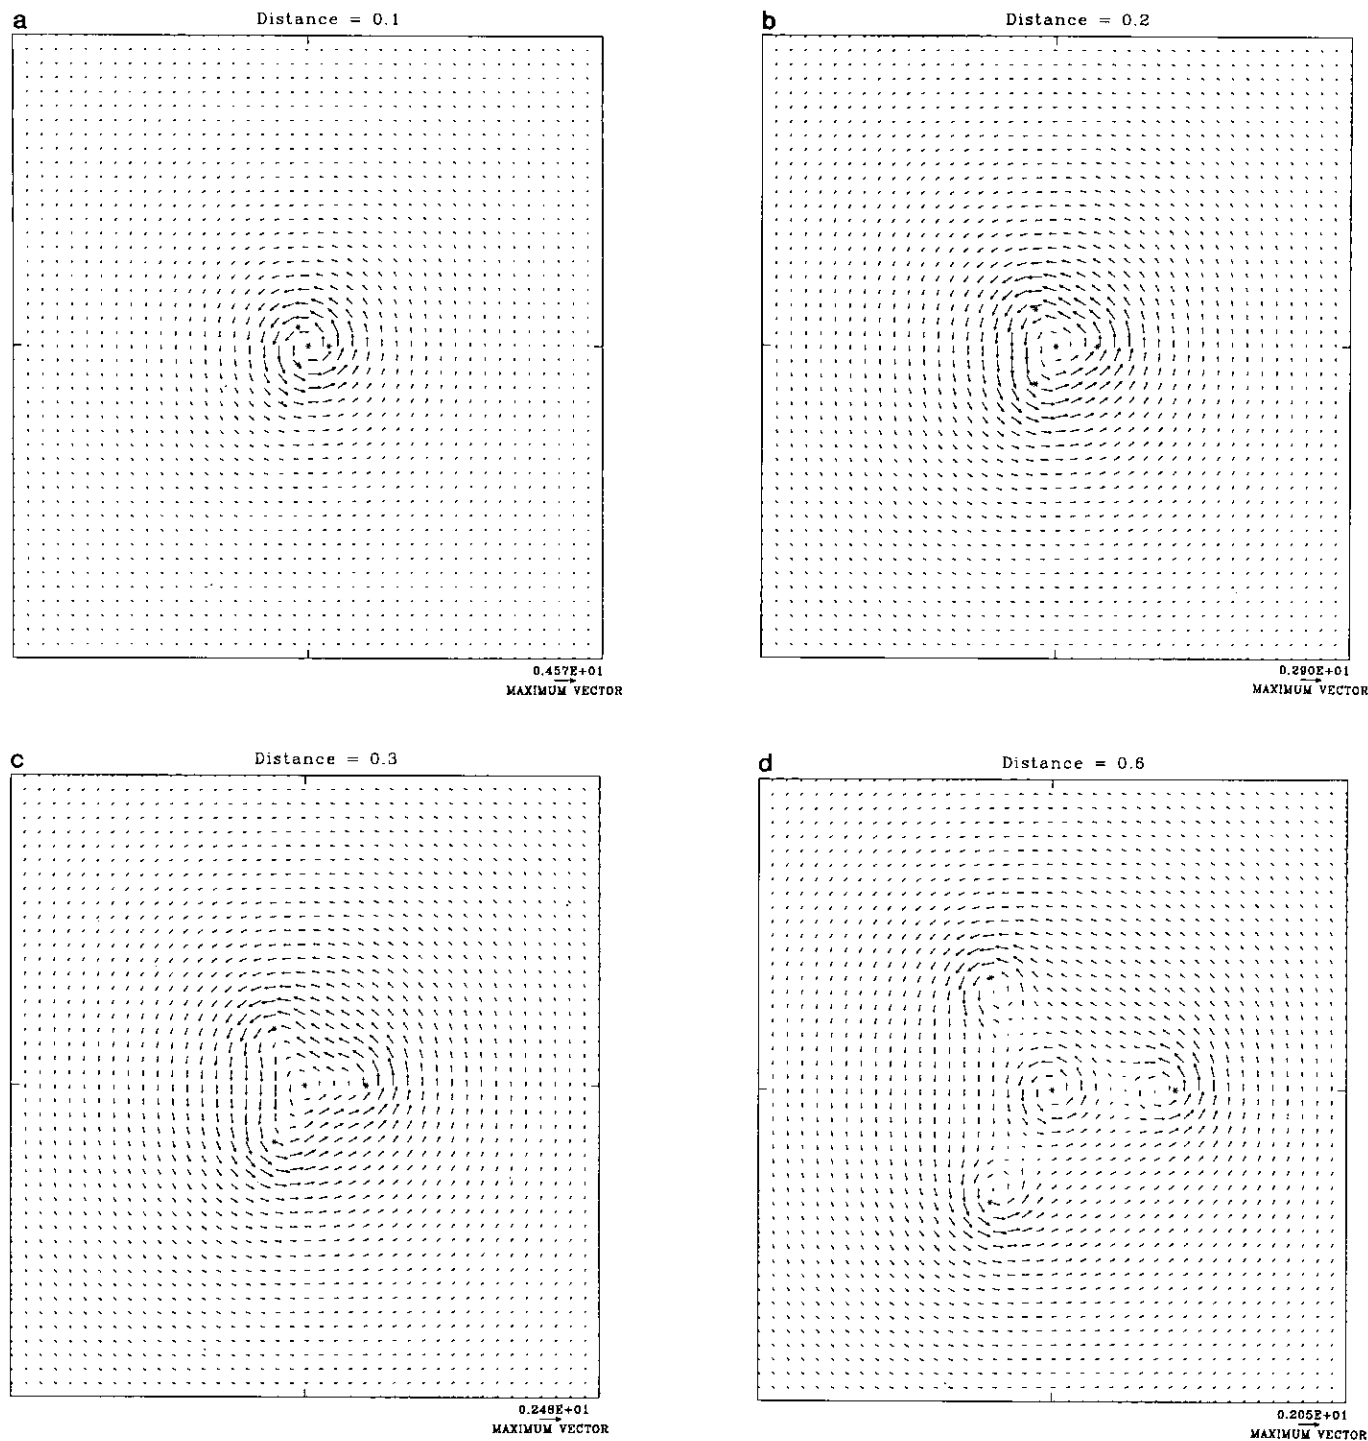 a
Distance = 0.1
0.457E+01
MAXIMUM VECTOR
b
Distance = 0.2
0.290E+01
MAXIMUM VECTOR
c
Distance = 0.3
0.248E+01
MAXIMUM VECTOR
d
Distance = 0.6
0.205E+01
MAXIMUM VECTOR